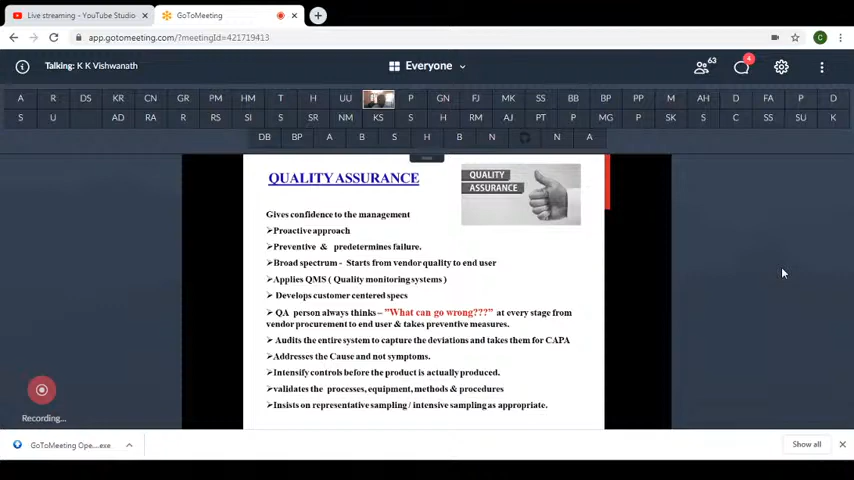 Live streaming - YouTube Studio
GoToMeeting
app.gotomeeting.com/?meetingId=421719413
C
Talking: K K Vishwanath
Everyone
63
4
A R DS KR CN GR PM HM T H UU P GN FJ MK SS BB BP PP M AH D FA P D
S U AD RA R RS SI S SR NM KS S H RM AJ PT P MG P SK S C SS SU K
DB BP A B S H B N N A
QUALITY ASSURANCE
QUALITY
ASSURANCE
Gives confidence to the management
➢Proactive approach
➢Preventive & predetermines failure.
➢Broad spectrum - Starts from vendor quality to end user
➢Applies QMS ( Quality monitoring systems )
➢ Develops customer centered specs
➢ QA person always thinks – "What can go wrong???" at every stage from
vendor procurement to end user & takes preventive measures.
➢ Audits the entire system to capture the deviations and takes them for CAPA
➢Addresses the Cause and not symptoms.
➢Intensify controls before the product is actually produced.
➢validates the processes, equipment, methods & procedures
➢Insists on representative sampling / intensive sampling as appropriate.
Recording...
GoToMeeting Ope....exe
Show all